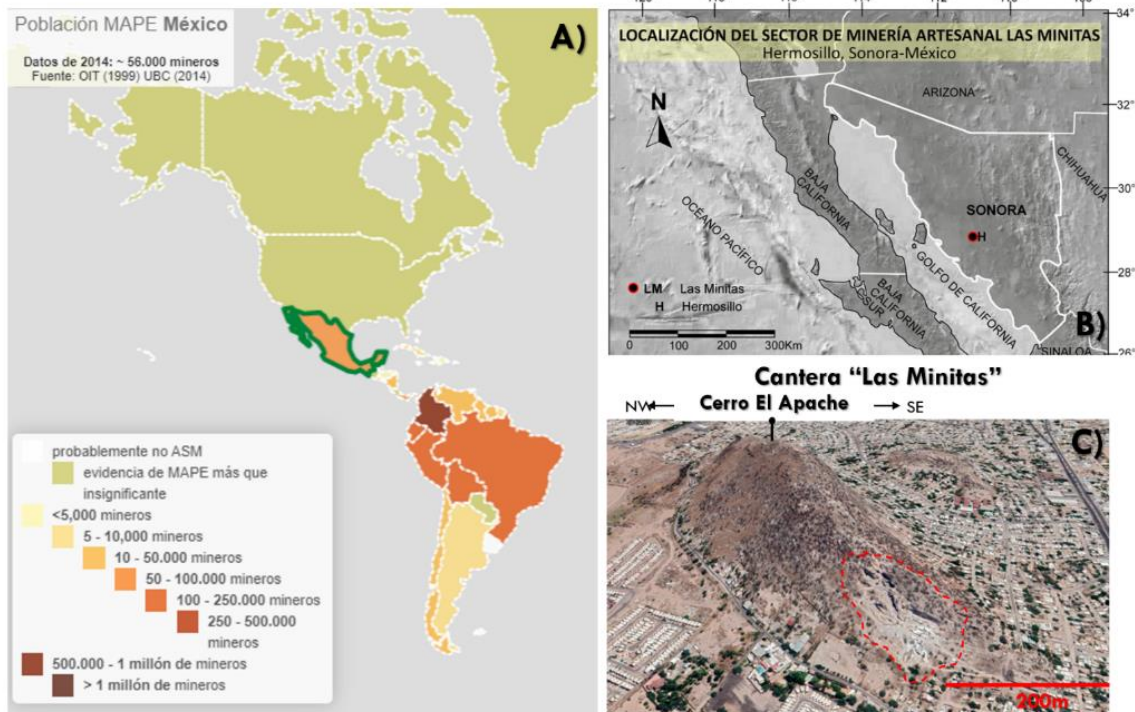 Población MAPE México
Datos de 2014: ~ 56.000 mineros
Fuente: OIT (1999) UBC (2014)
A)
probablemente no ASM
evidencia de MAPE más que
insignificante
<5,000 mineros
5 - 10,000 mineros
10 - 50.000 mineros
50 - 100.000 mineros
100 - 250.000 mineros
250 - 500.000
mineros
500.000 - 1 millón de mineros
> 1 millón de mineros
34°
LOCALIZACIÓN DEL SECTOR DE MINERÍA ARTESANAL LAS MINITAS
Hermosillo, Sonora-México
N
ARIZONA
32°
CHIHUAHUA
BAJA
CALIFORNIA
30°
SONORA
H
OCÉANO PACÍFICO
GOLFO DE CALIFORNIA
28°
BAJA
CALIFORNIA
SUR
LM Las Minitas
H Hermosillo
0 100 200 300Km
B)
SINALOA
26°
Cantera “Las Minitas”
NW Cerro El Apache SE
C)
200m